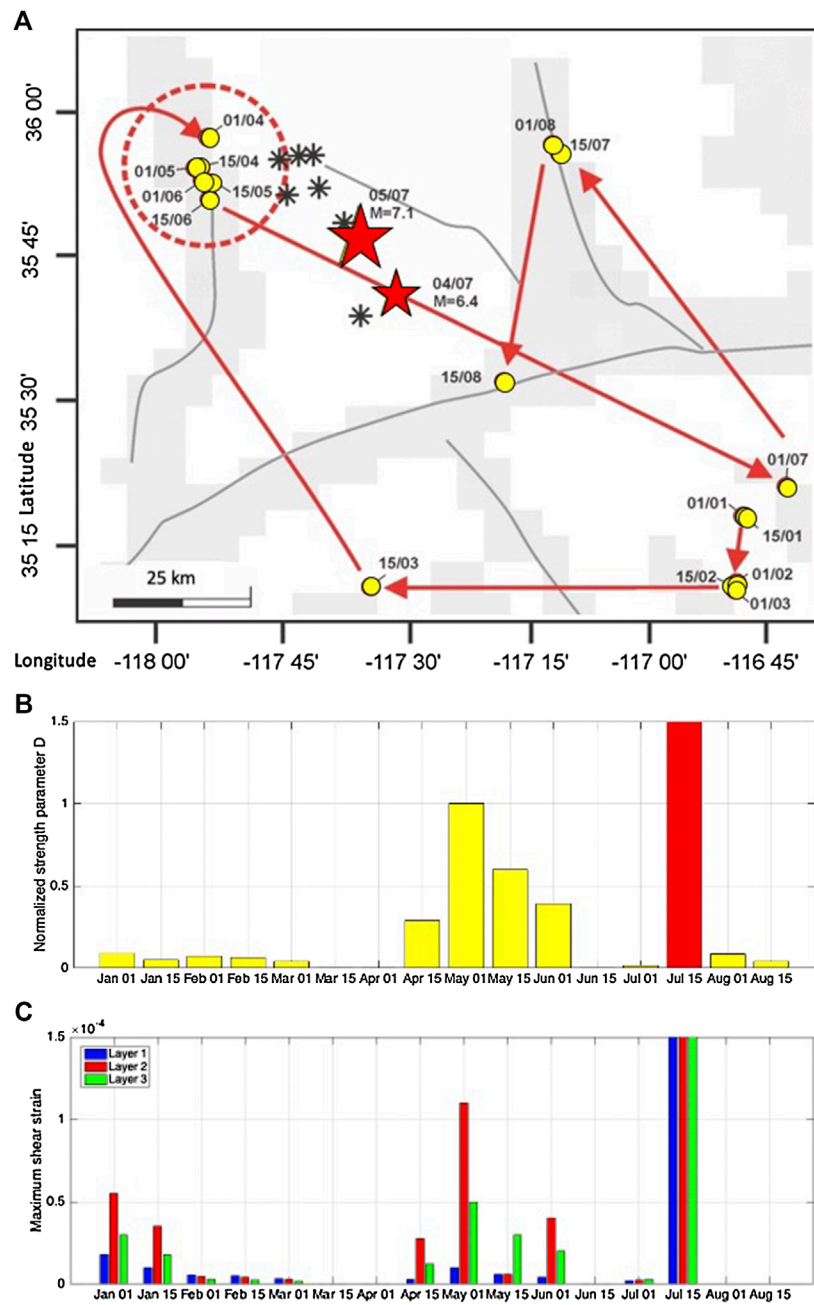 A
36 00'
35 45'
35 30'
35 15
Latitude
01/04
15/04
01/05
01/06
15/05
15/06
05/07
M=7.1
04/07
M=6.4
01/08
15/07
15/08
01/07
01/01
15/01
15/02
01/02
01/03
15/03
25 km
Longitude -118 00' -117 45' -117 30' -117 15' -117 00' -116 45'
B
Normalized strength parameter D
1.5
1
0.5
0
Jan 01 Jan 15 Feb 01 Feb 15 Mar 01 Mar 15 Apr 01 Apr 15 May 01 May 15 Jun 01 Jun 15 Jul 01 Jul 15 Aug 01 Aug 15
C
Maximum shear strain
×10-4
1.5
1
0.5
0
Layer 1
Layer 2
Layer 3
Jan 01 Jan 15 Feb 01 Feb 15 Mar 01 Mar 15 Apr 01 Apr 15 May 01 May 15 Jun 01 Jun 15 Jul 01 Jul 15 Aug 01 Aug 15